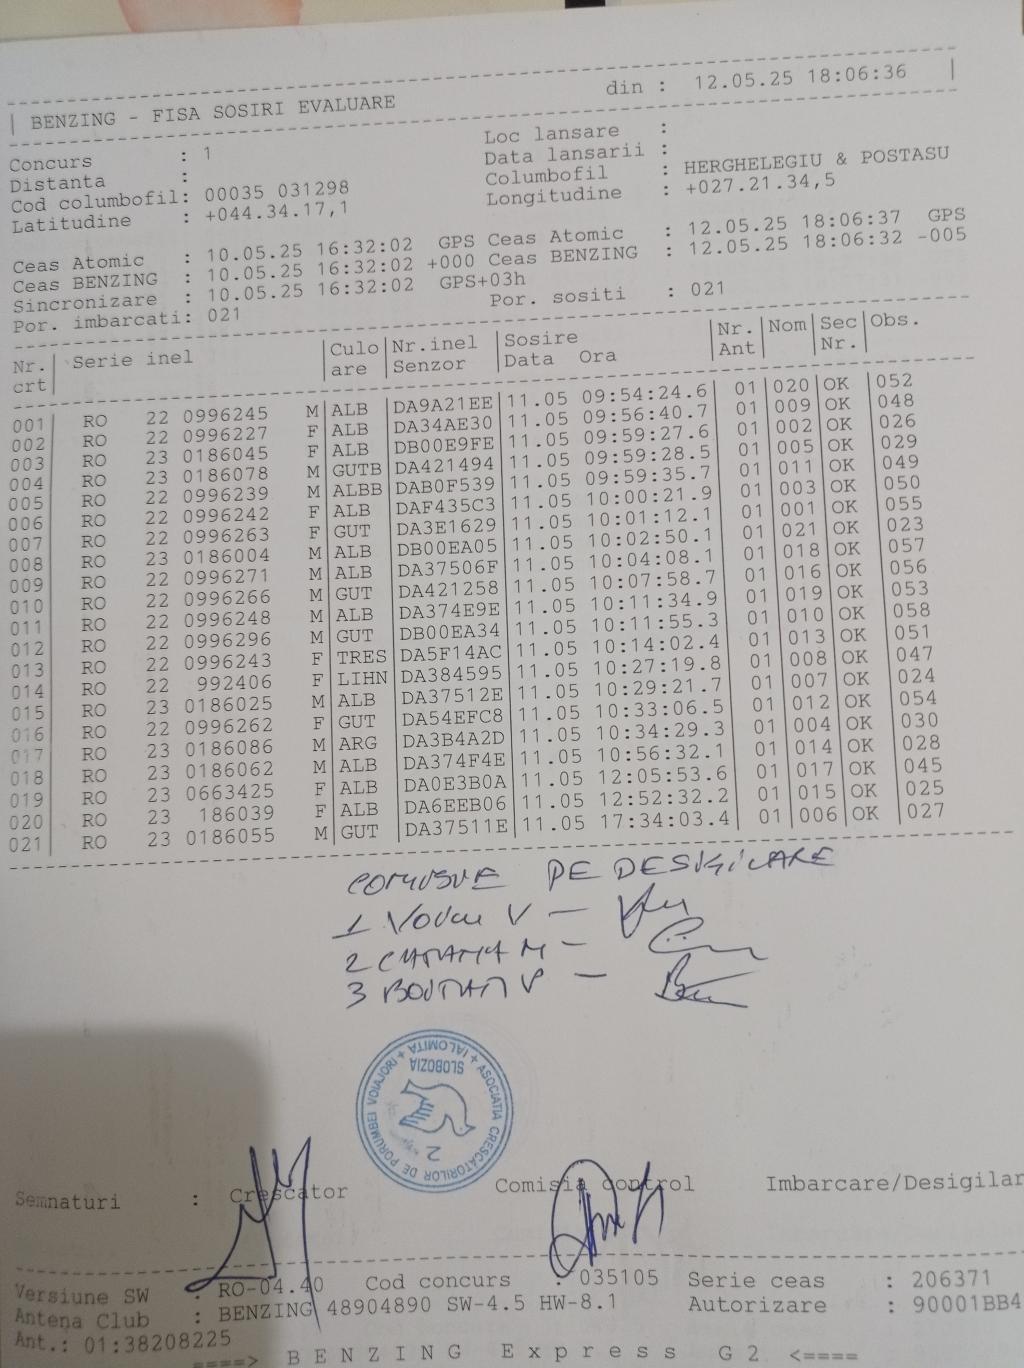 BENZING - FISA SOSIRI EVALUARE din : 12.05.25 18:06:36
Concurs : 1 Loc lansare :
Distanta : Data lansarii :
Cod columbofil: 00035 031298 Columbofil : HERGHELEGIU & POSTASU
Latitudine : +044.34.17,1 Longitudine : +027.21.34,5
Ceas Atomic : 10.05.25 16:32:02 GPS Ceas Atomic : 12.05.25 18:06:37 GPS
Ceas BENZING : 10.05.25 16:32:02 +000 Ceas BENZING : 12.05.25 18:06:32 -005
Sincronizare : 10.05.25 16:32:02 GPS+03h
Por. imbarcati: 021 Por. sositi : 021
Nr. | Serie inel | Culo | Nr.inel | Sosire | Nr. | Nom | Sec | Obs.
crt | | are | Senzor | Data Ora | Ant | | Nr. |
001| RO 22 0996245 M|ALB |DA9A21EE|11.05 09:54:24.6| 01|020|OK |052
002| RO 22 0996227 F|ALB |DA34AE30|11.05 09:56:40.7| 01|009|OK |048
003| RO 23 0186045 F|ALB |DB00E9FE|11.05 09:59:27.6| 01|002|OK |026
004| RO 23 0186078 M|GUTB|DA421494|11.05 09:59:28.5| 01|005|OK |029
005| RO 22 0996239 M|ALBB|DAB0F539|11.05 09:59:35.7| 01|011|OK |049
006| RO 22 0996242 F|ALB |DAF435C3|11.05 10:00:21.9| 01|003|OK |050
007| RO 22 0996263 F|GUT |DA3E1629|11.05 10:01:12.1| 01|001|OK |055
008| RO 23 0186004 M|ALB |DB00EA05|11.05 10:02:50.1| 01|021|OK |023
009| RO 22 0996271 M|ALB |DA37506F|11.05 10:04:08.1| 01|018|OK |057
010| RO 22 0996266 M|GUT |DA421258|11.05 10:07:58.7| 01|016|OK |056
011| RO 22 0996248 M|ALB |DA374E9E|11.05 10:11:34.9| 01|019|OK |053
012| RO 22 0996296 M|GUT |DB00EA34|11.05 10:11:55.3| 01|010|OK |058
013| RO 22 0996243 F|TRES|DA5F14AC|11.05 10:14:02.4| 01|013|OK |051
014| RO 22 992406 F|LIHN|DA384595|11.05 10:27:19.8| 01|008|OK |047
015| RO 23 0186025 M|ALB |DA37512E|11.05 10:29:21.7| 01|007|OK |024
016| RO 22 0996262 F|GUT |DA54EFC8|11.05 10:33:06.5| 01|012|OK |054
017| RO 23 0186086 M|ARG |DA3B4A2D|11.05 10:34:29.3| 01|004|OK |030
018| RO 23 0186062 M|ALB |DA374F4E|11.05 10:56:32.1| 01|014|OK |028
019| RO 23 0663425 F|ALB |DA0E3B0A|11.05 12:05:53.6| 01|017|OK |045
020| RO 23 186039 F|ALB |DA6EEB06|11.05 12:52:32.2| 01|015|OK |025
021| RO 23 0186055 M|GUT |DA37511E|11.05 17:34:03.4| 01|006|OK |027
DE DESIGILARE
1 V -
2 M -
3 V -
ASOCIATIA CRESCATORILOR DE PORUMBEI VOIAJORI + IALOMITA +
SLOBOZIA
2
Semnaturi : Crescator Comisia control Imbarcare/Desigilar
Versiune SW : RO-04.40 Cod concurs : 035105 Serie ceas : 206371
Antena Club : BENZING 48904890 SW-4.5 HW-8.1 Autorizare : 90001BB4
Ant.: 01:38208225
====> B E N Z I N G E x p r e s s G 2 <====